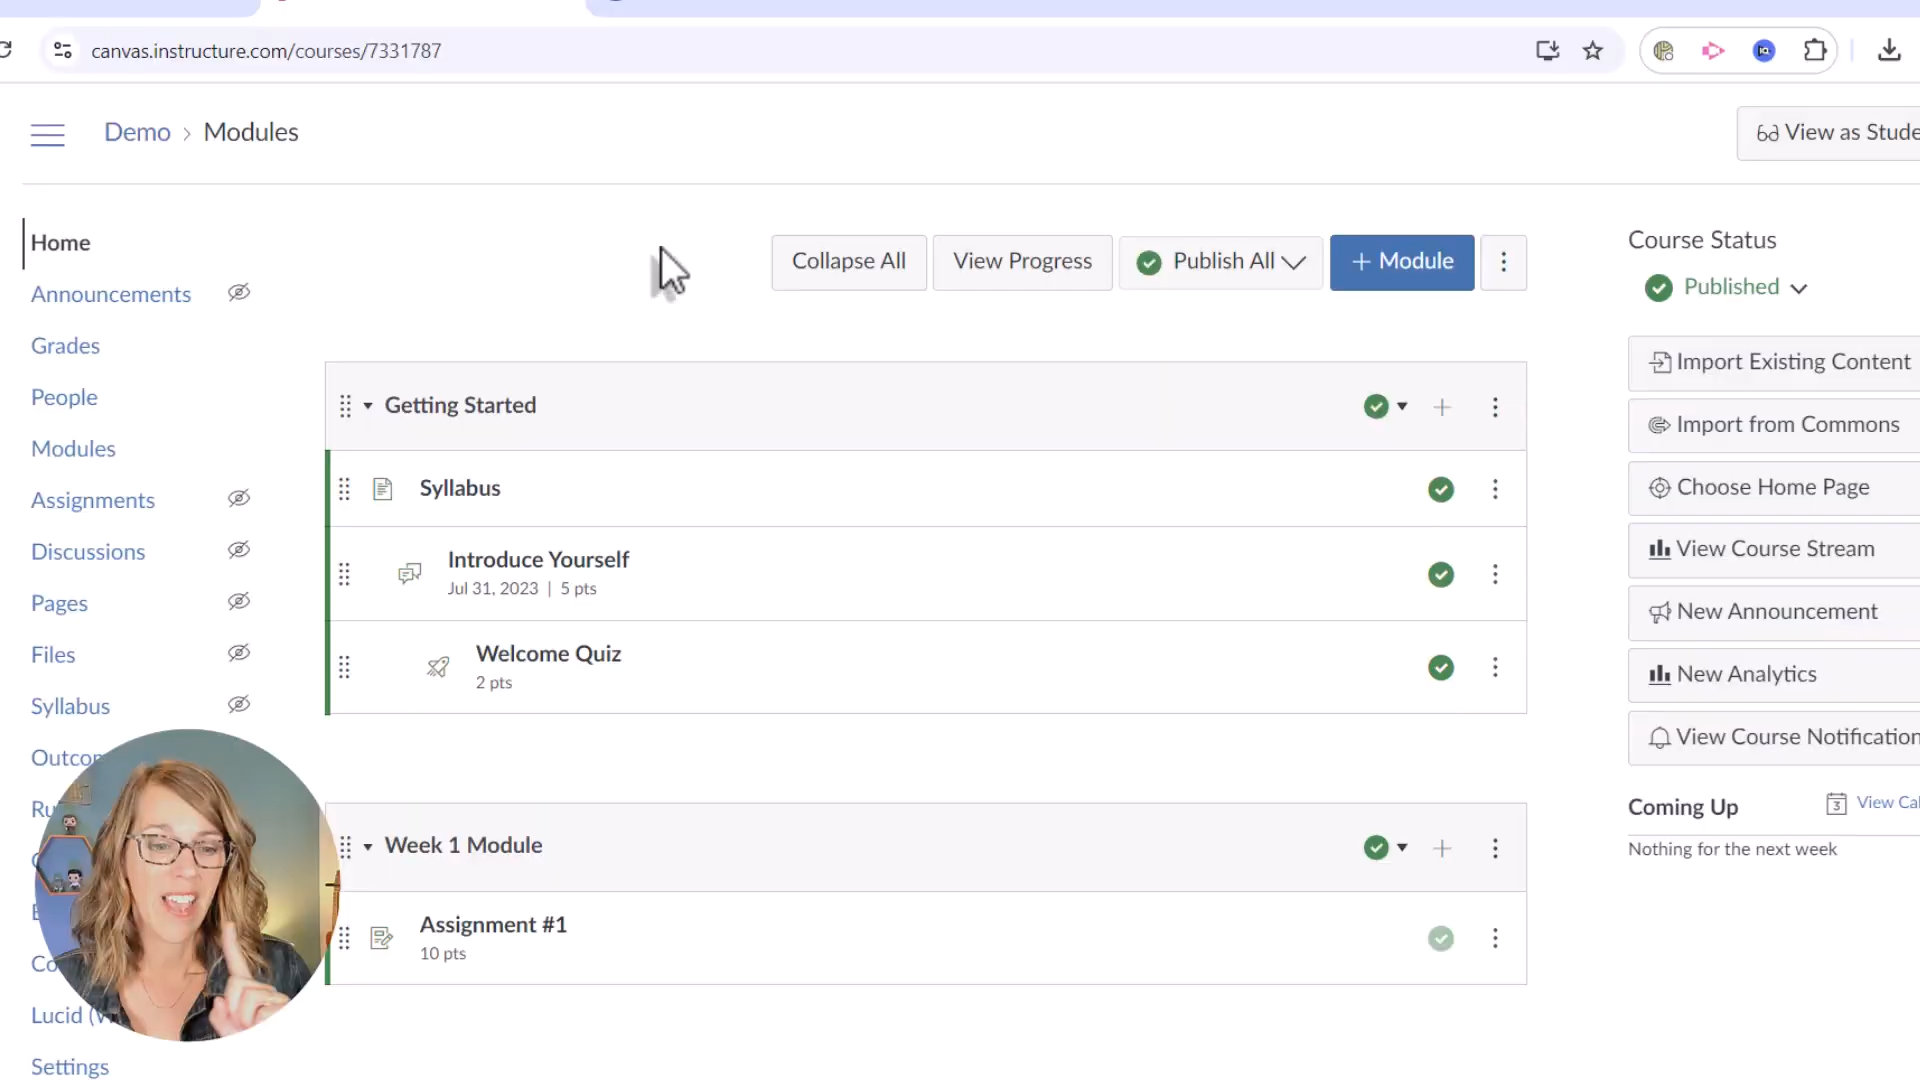 canvas.instructure.com/courses/7331787
Demo › Modules
View as Stude
Home
Announcements
Grades
People
Modules
Assignments
Discussions
Pages
Files
Syllabus
Outcom
Ru
Co
Lucid (W
Settings
Collapse All
View Progress
Publish All
+ Module
Getting Started
Syllabus
Introduce Yourself
Jul 31, 2023 | 5 pts
Welcome Quiz
2 pts
Week 1 Module
Assignment #1
10 pts
Course Status
Published
Import Existing Content
Import from Commons
Choose Home Page
View Course Stream
New Announcement
New Analytics
View Course Notification
Coming Up
3 View Cal
Nothing for the next week